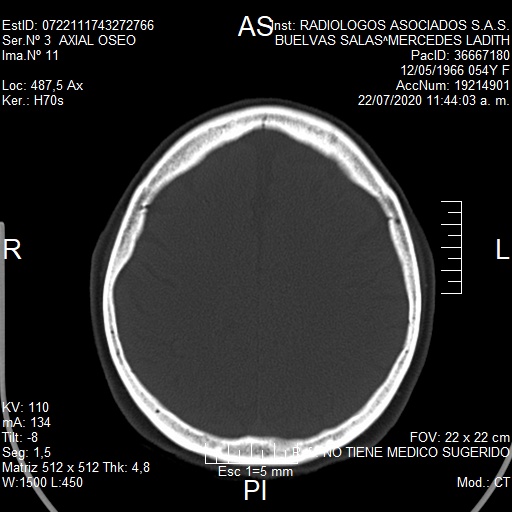 EstID: 0722111743272766
Ser.Nº 3 AXIAL OSEO
Ima.Nº 11
Loc: 487,5 Ax
Ker.: H70s
AS
Inst: RADIOLOGOS ASOCIADOS S.A.S.
BUELVAS SALAS^MERCEDES LADITH
PacID: 36667180
12/05/1966 054Y F
AccNum: 19214901
22/07/2020 11:44:03 a. m.
R
L
KV: 110
mA: 134
Tilt: -8
Seg: 1,5
Matriz 512 x 512 Thk: 4,8
W:1500 L:450
Esc 1=5 mm
PI
FOV: 22 x 22 cm
NO TIENE MEDICO SUGERIDO
Mod.: CT